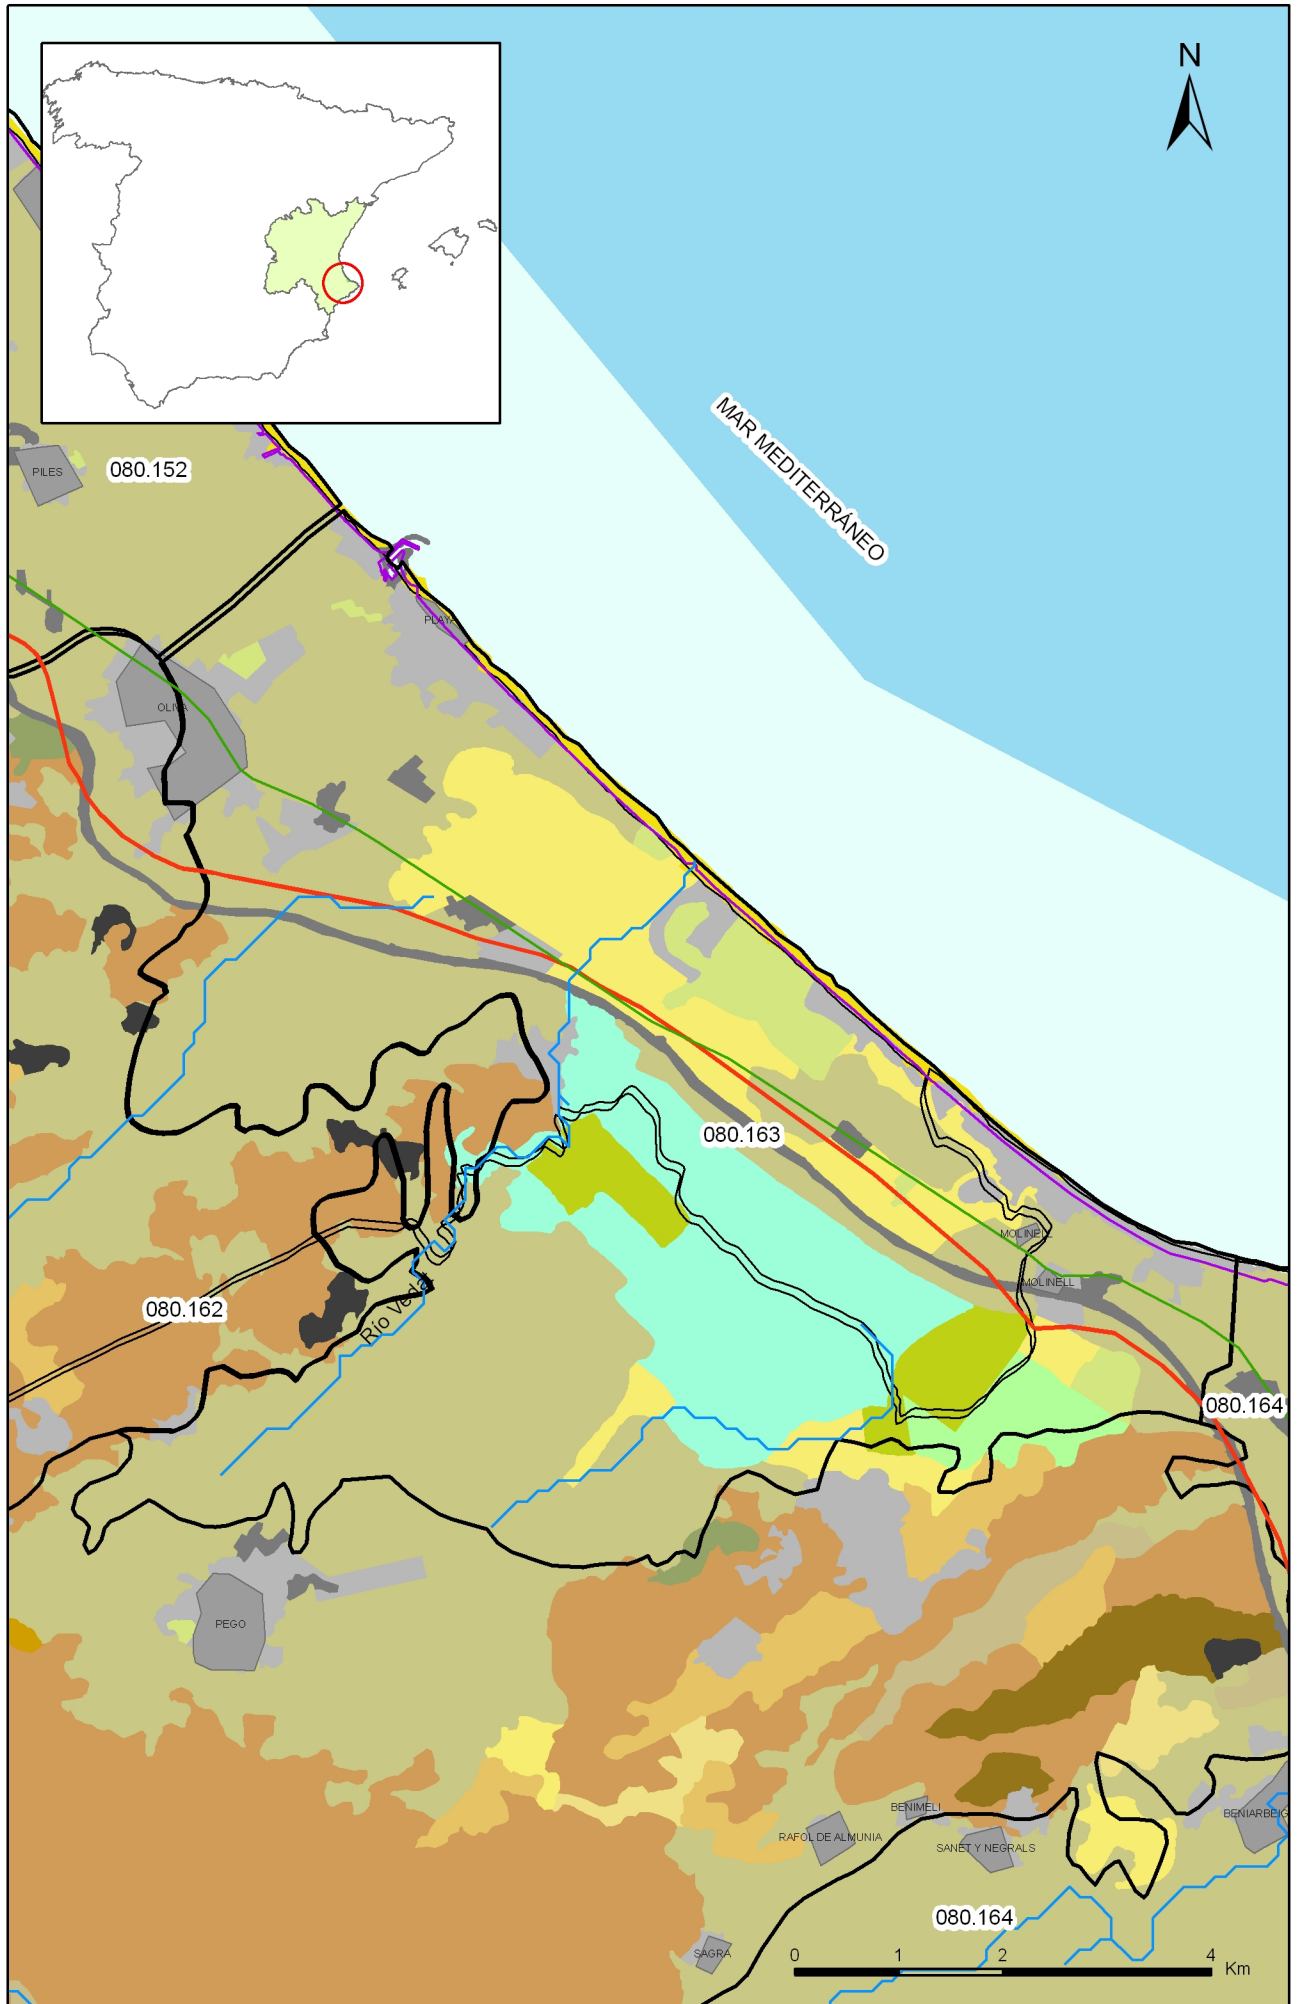 N
MAR MEDITERRÁNEO
PILES
080.152
PLAYA
OLIVA
080.163
MOLINELL
MOLINELL
080.162
Río Vedat
080.164
PEGO
BENIMELI
BENIARBEIG
RAFOL DE ALMUNIA
SANET Y NEGRALS
080.164
SAGRA
0 1 2 4 Km